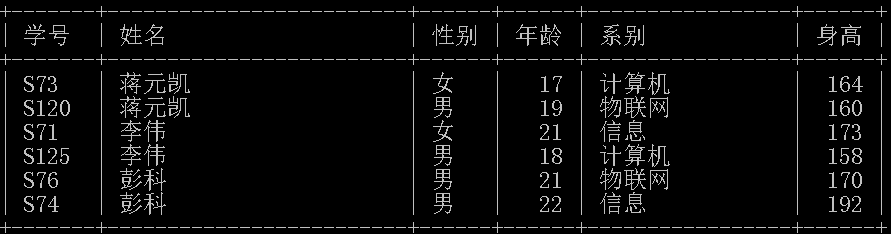 学号 姓名 性别 年龄 系别 身高
S73 蒋元凯 女 17 计算机 164
S120 蒋元凯 男 19 物联网 160
S71 李伟 女 21 信息 173
S125 李伟 男 18 计算机 158
S76 彭科 男 21 物联网 170
S74 彭科 男 22 信息 192